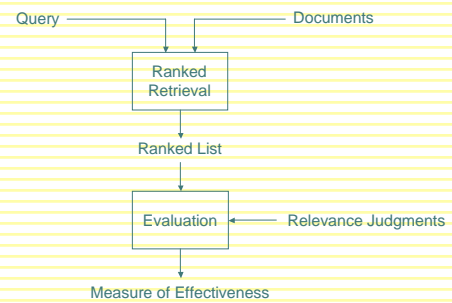 Query
Documents
Ranked
Retrieval
Ranked List
Evaluation
Relevance Judgments
Measure of Effectiveness